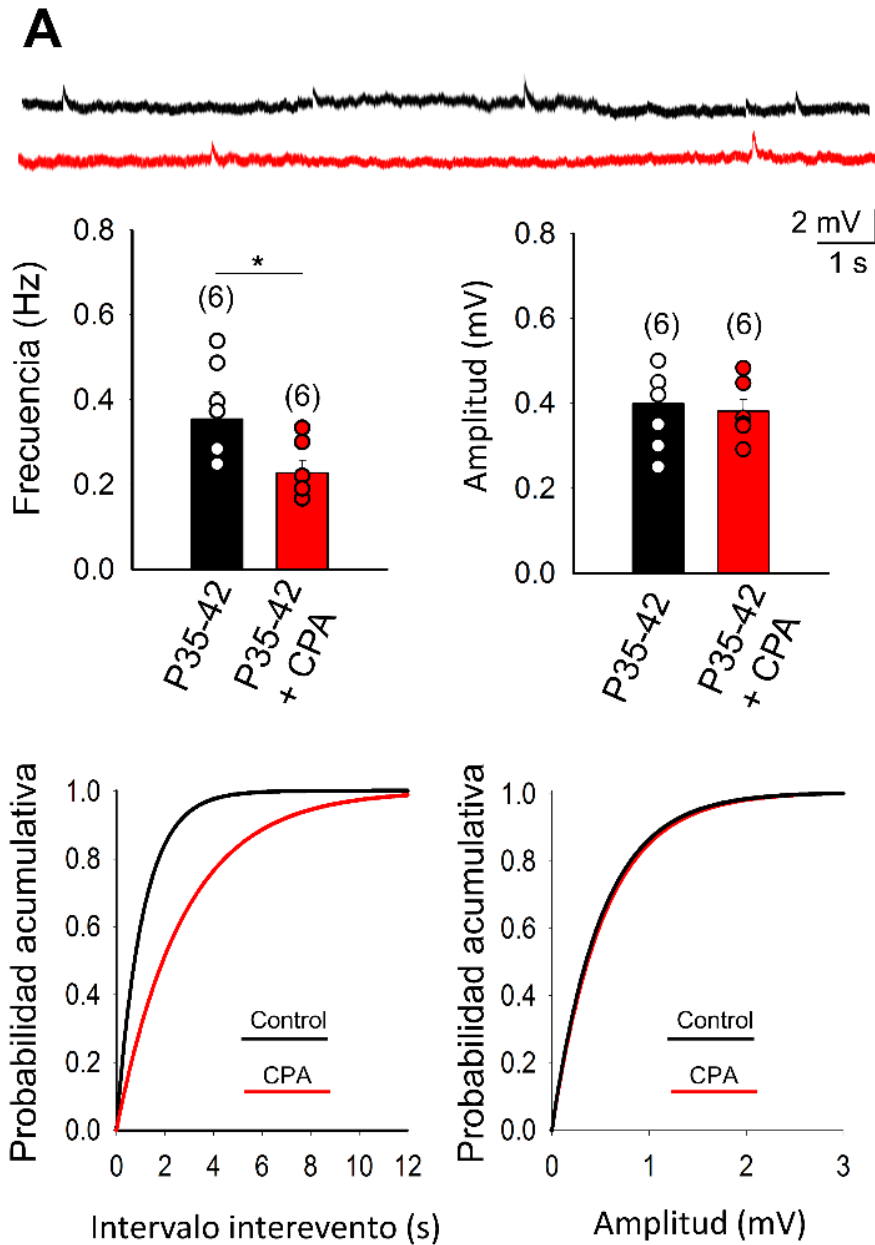 A
2 mV
1 s
Frecuencia (Hz)
0.8
0.6
0.4
0.2
0.0
*
(6)
(6)
P35-42
P35-42
+ CPA
Amplitud (mV)
0.8
0.6
0.4
0.2
0.0
(6)
(6)
P35-42
P35-42
+ CPA
Probabilidad acumulativa
1.0
0.8
0.6
0.4
0.2
0.0
Control
CPA
0 2 4 6 8 10 12
Intervalo interevento (s)
Probabilidad acumulativa
1.0
0.8
0.6
0.4
0.2
0.0
Control
CPA
0 1 2 3
Amplitud (mV)